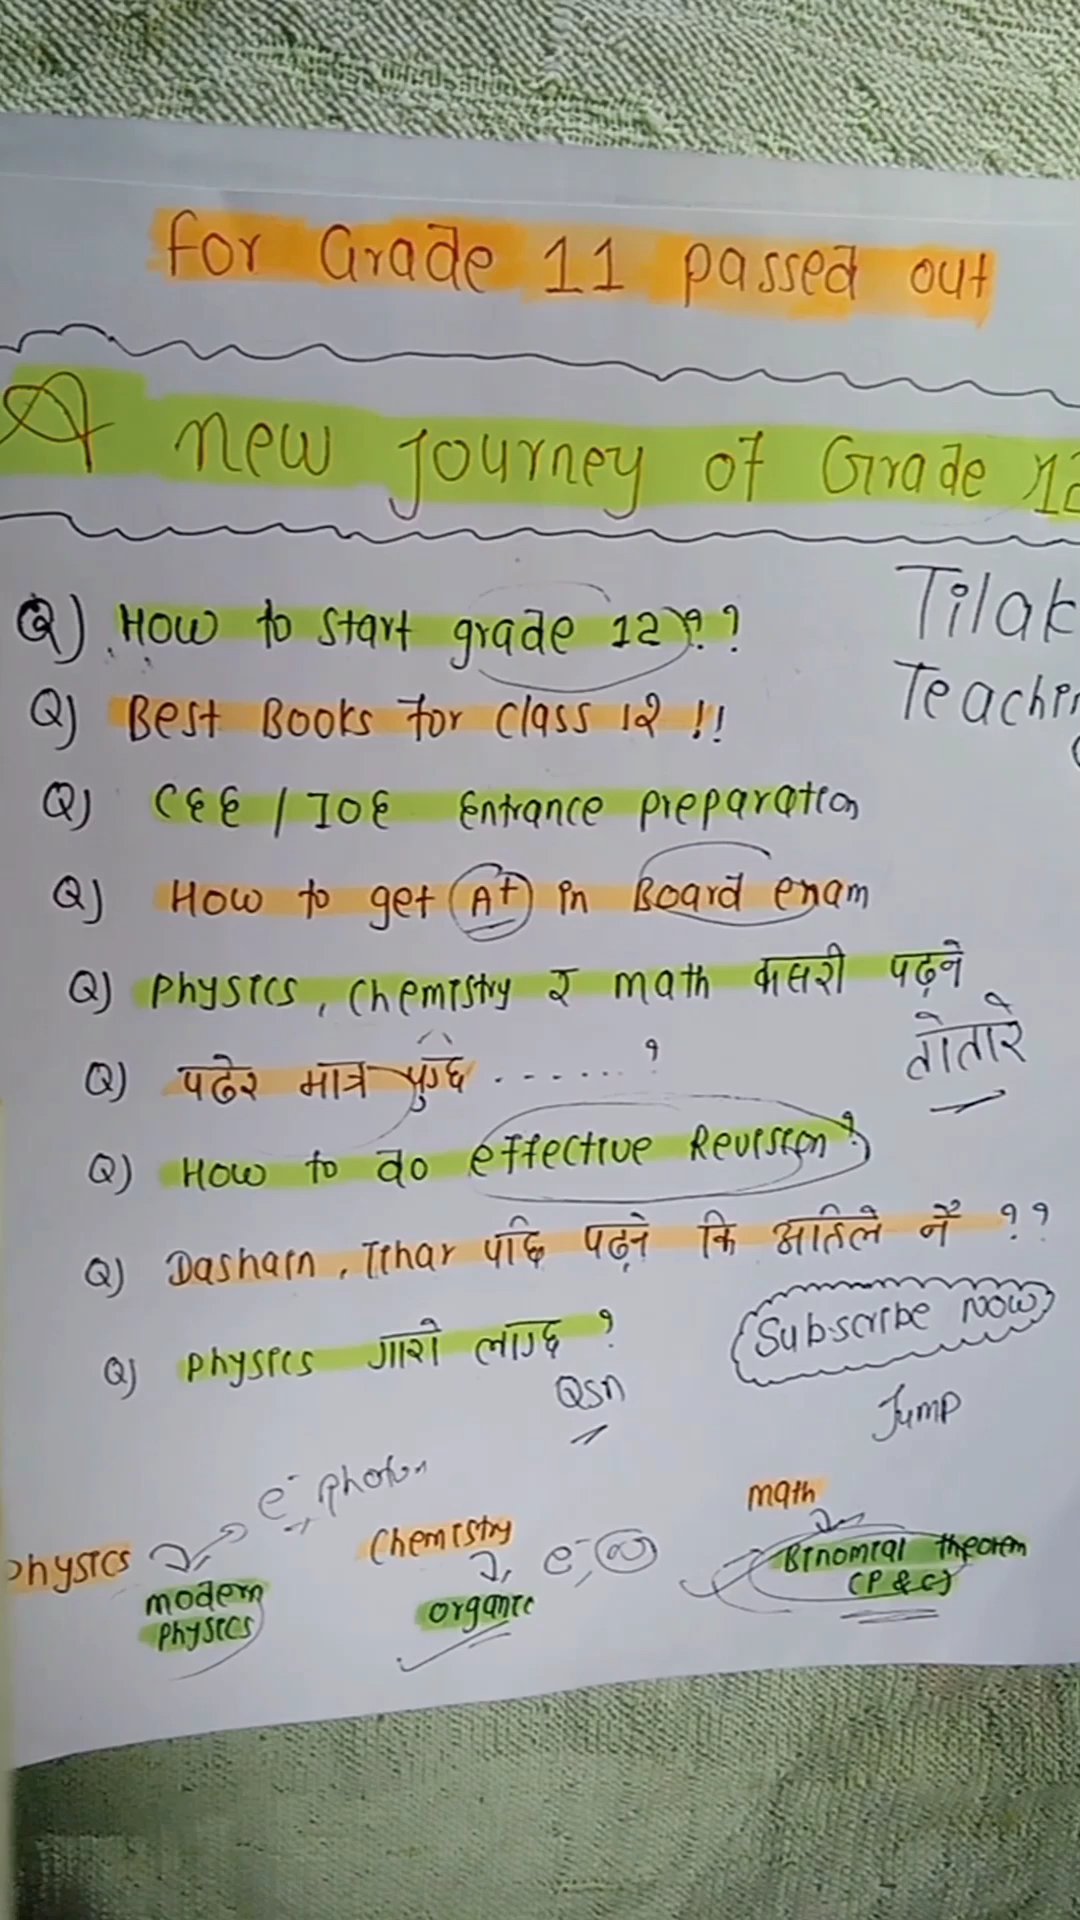 For Grade 11 passed out
A new journey of Grade 12
Q) How to start grade 12??
Tilak
Teachin
Q) Best Books for class 12 !!
Q) CEE / IOE Entrance preparation
Q) How to get A+ in Board exam
Q) Physics, Chemistry र math कसरी पढ्ने
तोतारे
Q) पढेर मात्र पुग्छ . . . . . . ?
Q) How to do effective Revision?
Q) Dashain, Tihar पछि पढ्ने कि अहिले नै ??
Subscribe Now
Q) Physics गारो लाग्छ ?
Qsn
Jump
e⁻, photon
Physics
modern Physics
Chemistry
e⁻,
organic
math
Binomial theorem
(P & C)